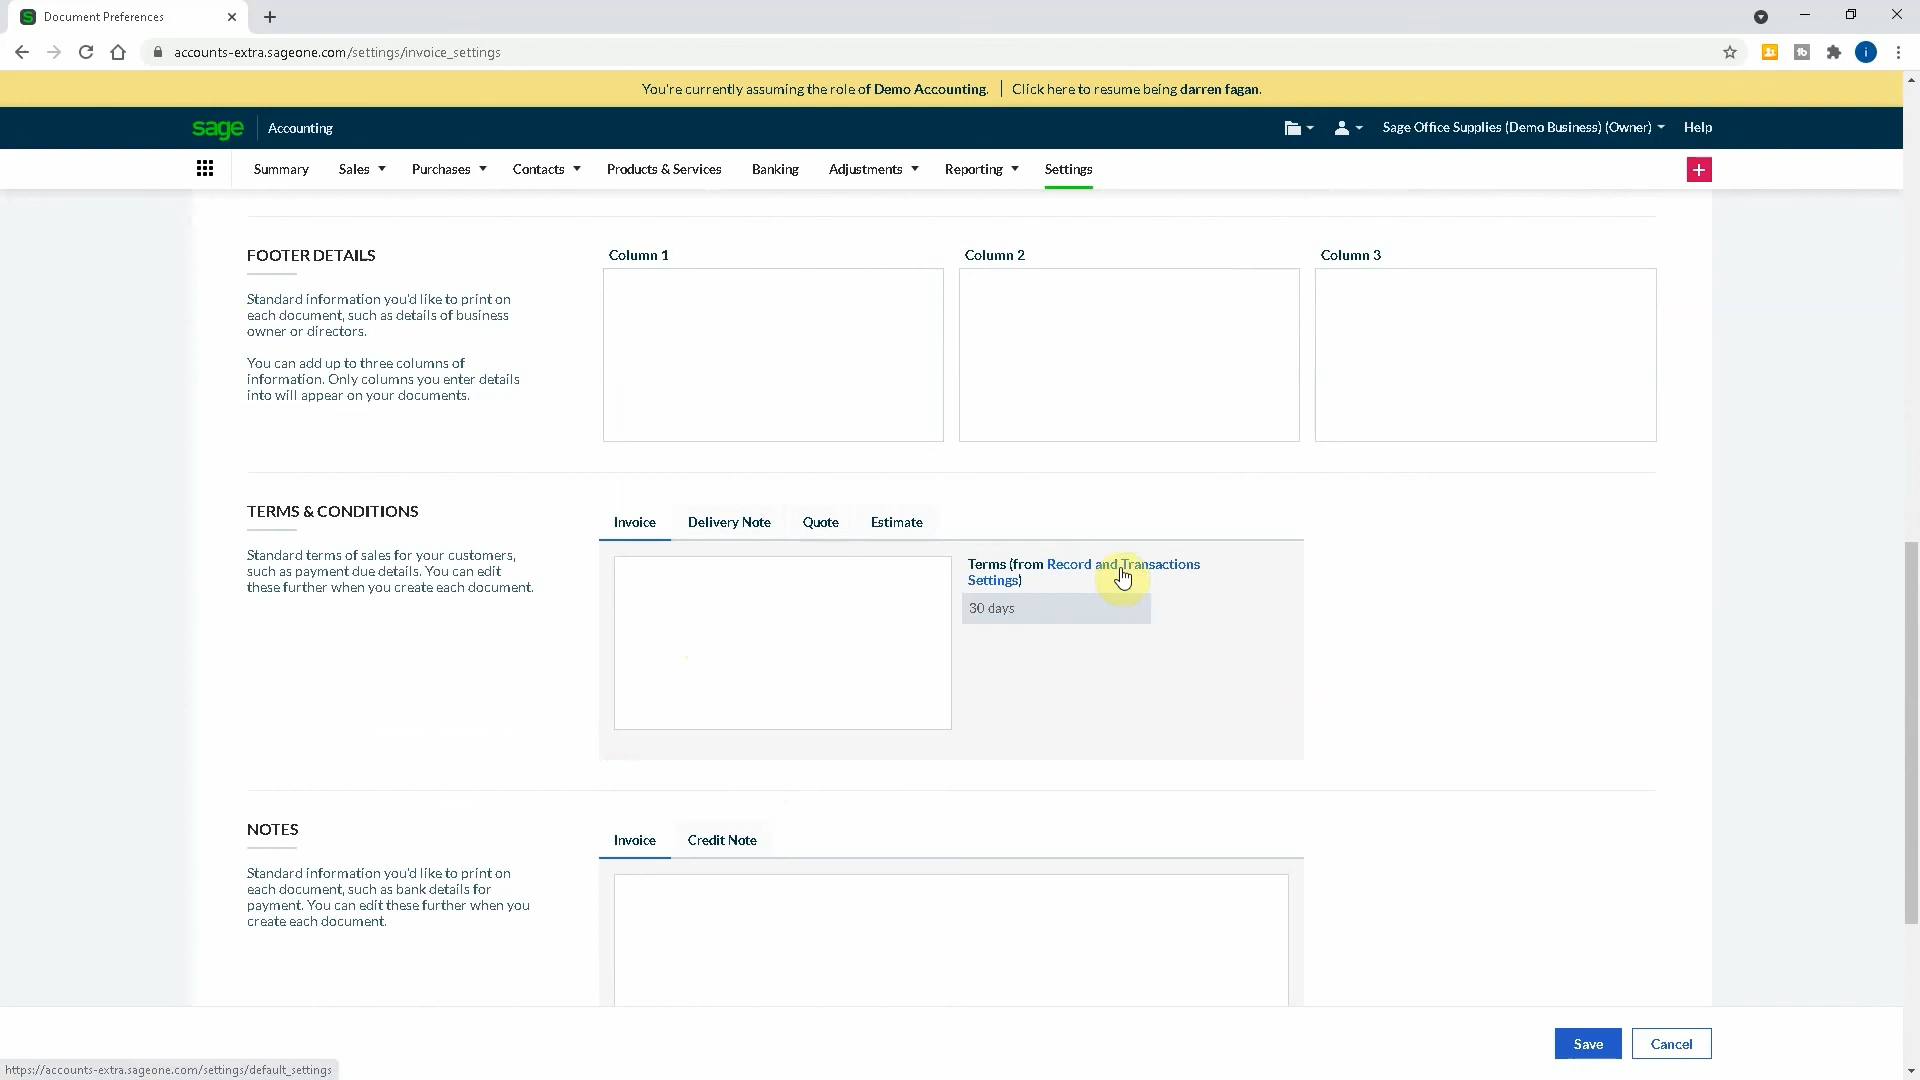 Document Preferences
accounts-extra.sageone.com/settings/invoice_settings
You're currently assuming the role of Demo Accounting. Click here to resume being darren fagan.
sage Accounting Sage Office Supplies (Demo Business) (Owner) Help
Summary Sales Purchases Contacts Products & Services Banking Adjustments Reporting Settings
FOOTER DETAILS
Standard information you'd like to print on
each document, such as details of business
owner or directors.
You can add up to three columns of
information. Only columns you enter details
into will appear on your documents.
Column 1 Column 2 Column 3
TERMS & CONDITIONS
Standard terms of sales for your customers,
such as payment due details. You can edit
these further when you create each document.
Invoice Delivery Note Quote Estimate
Terms (from Record and Transactions
Settings)
30 days
NOTES
Standard information you'd like to print on
each document, such as bank details for
payment. You can edit these further when you
create each document.
Invoice Credit Note
Save Cancel
https://accounts-extra.sageone.com/settings/default_settings